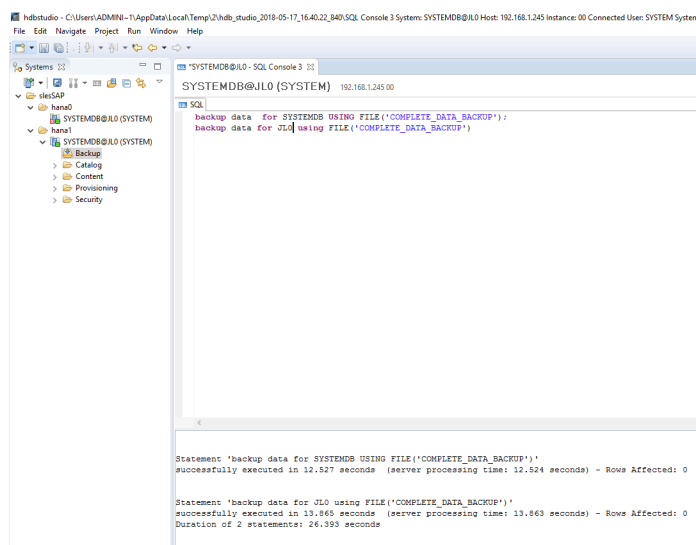 hdbstudio - C:\Users\ADMINI~1\AppData\Local\Temp\2\hdb_studio_2018-05-17_16.40.22_840\SQL Console 3 System: SYSTEMDB@JL0 Host: 192.168.1.245 Instance: 00 Connected User: SYSTEM System
File Edit Navigate Project Run Window Help
Systems
*SYSTEMDB@JL0 - SQL Console 3
SYSTEMDB@JL0 (SYSTEM) 192.168.1.245 00
SQL
slesSAP
hana0
SYSTEMDB@JL0 (SYSTEM)
hana1
SYSTEMDB@JL0 (SYSTEM)
Backup
Catalog
Content
Provisioning
Security
backup data for SYSTEMDB USING FILE('COMPLETE_DATA_BACKUP');
backup data for JL0 using FILE('COMPLETE_DATA_BACKUP')
Statement 'backup data for SYSTEMDB USING FILE('COMPLETE_DATA_BACKUP')'
successfully executed in 12.527 seconds (server processing time: 12.524 seconds) - Rows Affected: 0
Statement 'backup data for JL0 using FILE('COMPLETE_DATA_BACKUP')'
successfully executed in 13.865 seconds (server processing time: 13.863 seconds) - Rows Affected: 0
Duration of 2 statements: 26.393 seconds